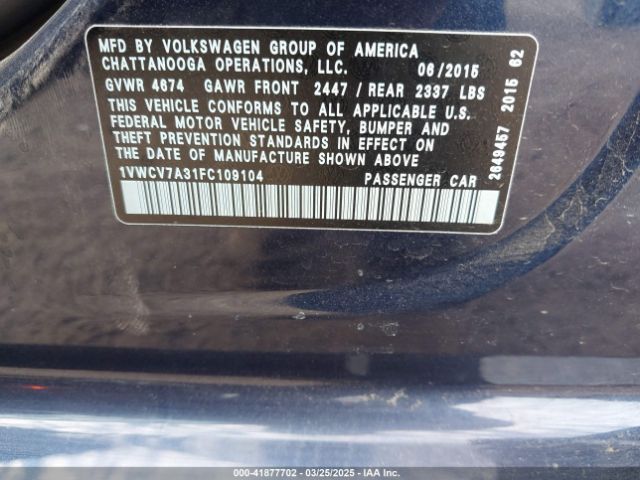 MFD BY VOLKSWAGEN GROUP OF AMERICA
CHATTANOOGA OPERATIONS, LLC. 06/2015
GVWR 4674 GAWR FRONT 2447 / REAR 2337 LBS
THIS VEHICLE CONFORMS TO ALL APPLICABLE U.S.
FEDERAL MOTOR VEHICLE SAFETY, BUMPER AND
THEFT PREVENTION STANDARDS IN EFFECT ON
THE DATE OF MANUFACTURE SHOWN ABOVE
1VWCV7A31FC109104 PASSENGER CAR
2649457 2015 62
000-41877702 — 03/25/2025 — IAA Inc.